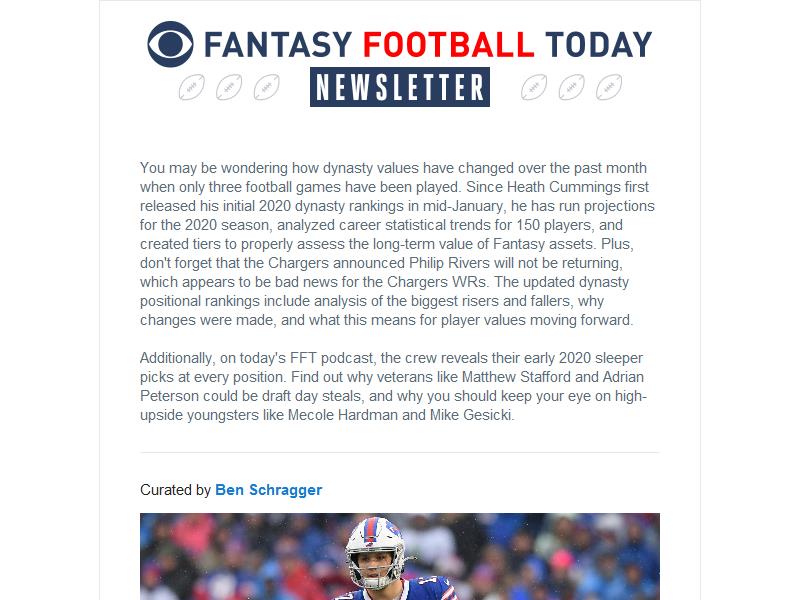 FANTASY FOOTBALL TODAY
NEWSLETTER
You may be wondering how dynasty values have changed over the past month
when only three football games have been played. Since Heath Cummings first
released his initial 2020 dynasty rankings in mid-January, he has run projections
for the 2020 season, analyzed career statistical trends for 150 players, and
created tiers to properly assess the long-term value of Fantasy assets. Plus,
don't forget that the Chargers announced Philip Rivers will not be returning,
which appears to be bad news for the Chargers WRs. The updated dynasty
positional rankings include analysis of the biggest risers and fallers, why
changes were made, and what this means for player values moving forward.
Additionally, on today's FFT podcast, the crew reveals their early 2020 sleeper
picks at every position. Find out why veterans like Matthew Stafford and Adrian
Peterson could be draft day steals, and why you should keep your eye on high-
upside youngsters like Mecole Hardman and Mike Gesicki.
Curated by Ben Schragger